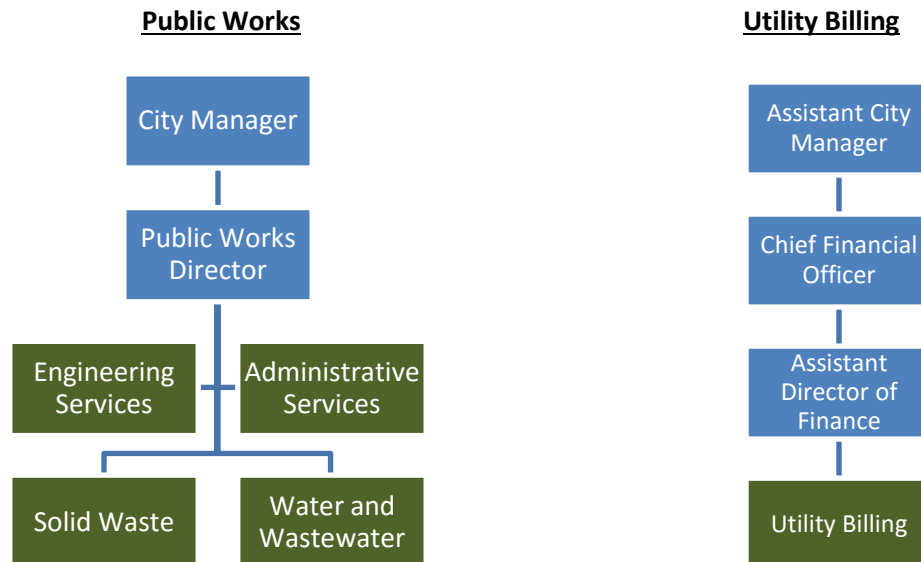 Public Works
City Manager
Public Works
Director
Engineering
Services
Administrative
Services
Solid Waste
Water and
Wastewater
Utility Billing
Assistant City
Manager
Chief Financial
Officer
Assistant
Director of
Finance
Utility Billing